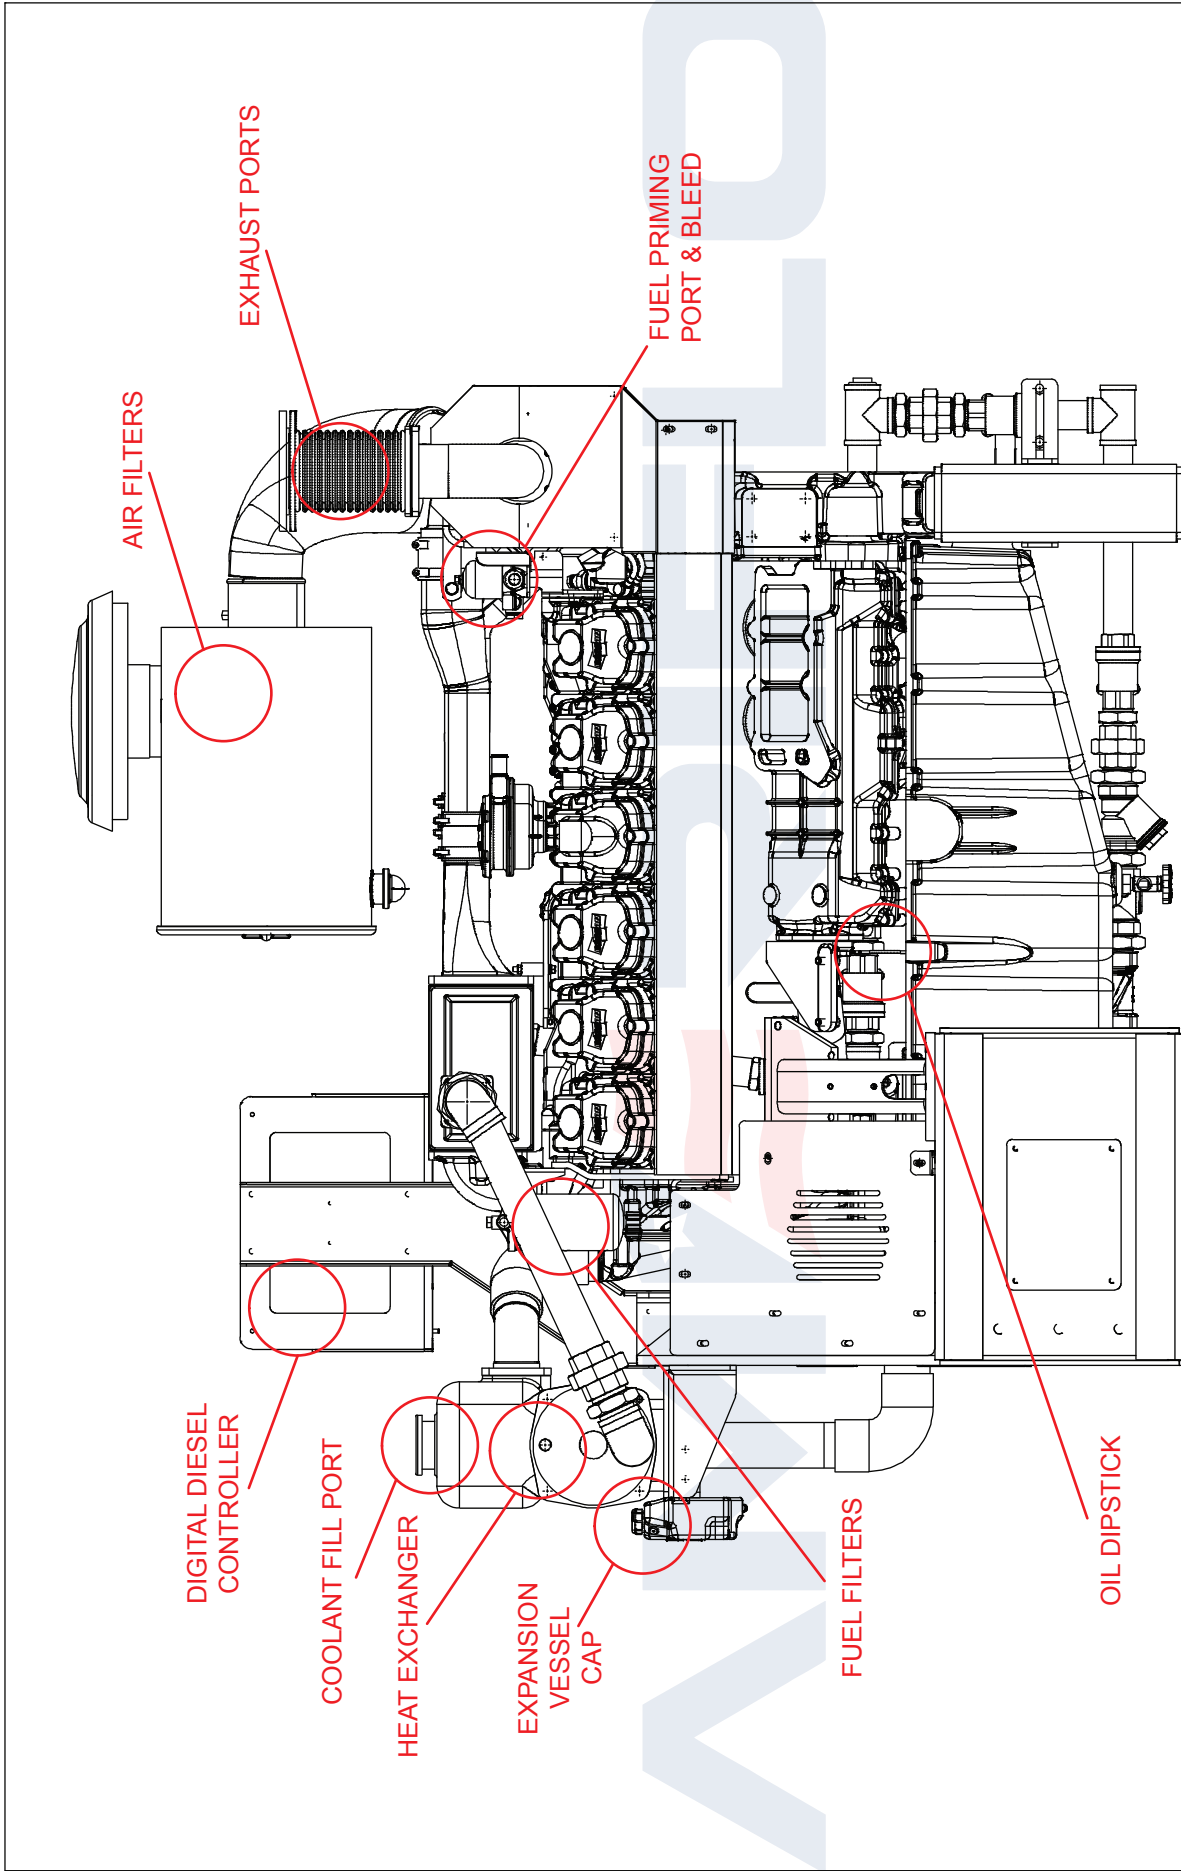 DIGITAL DIESEL
CONTROLLER
COOLANT FILL PORT
HEAT EXCHANGER
EXPANSION
VESSEL
CAP
FUEL FILTERS
OIL DIPSTICK
AIR FILTERS
EXHAUST PORTS
FUEL PRIMING
PORT & BLEED